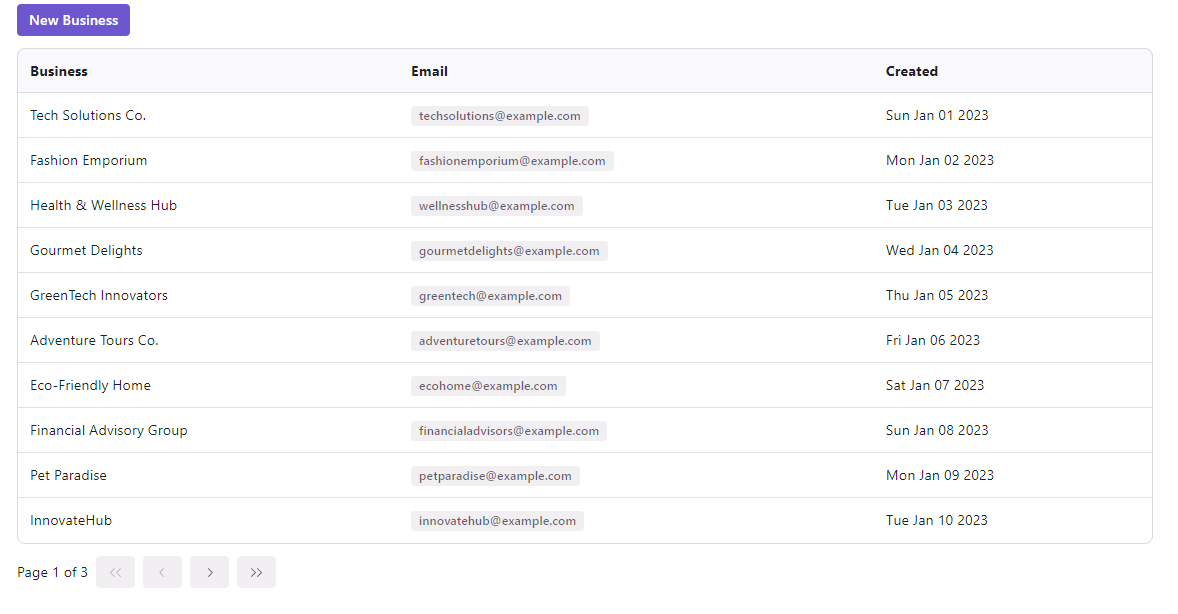 New Business
Business Email Created
Tech Solutions Co. techsolutions@example.com Sun Jan 01 2023
Fashion Emporium fashionemporium@example.com Mon Jan 02 2023
Health & Wellness Hub wellnesshub@example.com Tue Jan 03 2023
Gourmet Delights gourmetdelights@example.com Wed Jan 04 2023
GreenTech Innovators greentech@example.com Thu Jan 05 2023
Adventure Tours Co. adventuretours@example.com Fri Jan 06 2023
Eco-Friendly Home ecohome@example.com Sat Jan 07 2023
Financial Advisory Group financialadvisors@example.com Sun Jan 08 2023
Pet Paradise petparadise@example.com Mon Jan 09 2023
InnovateHub innovatehub@example.com Tue Jan 10 2023
Page 1 of 3